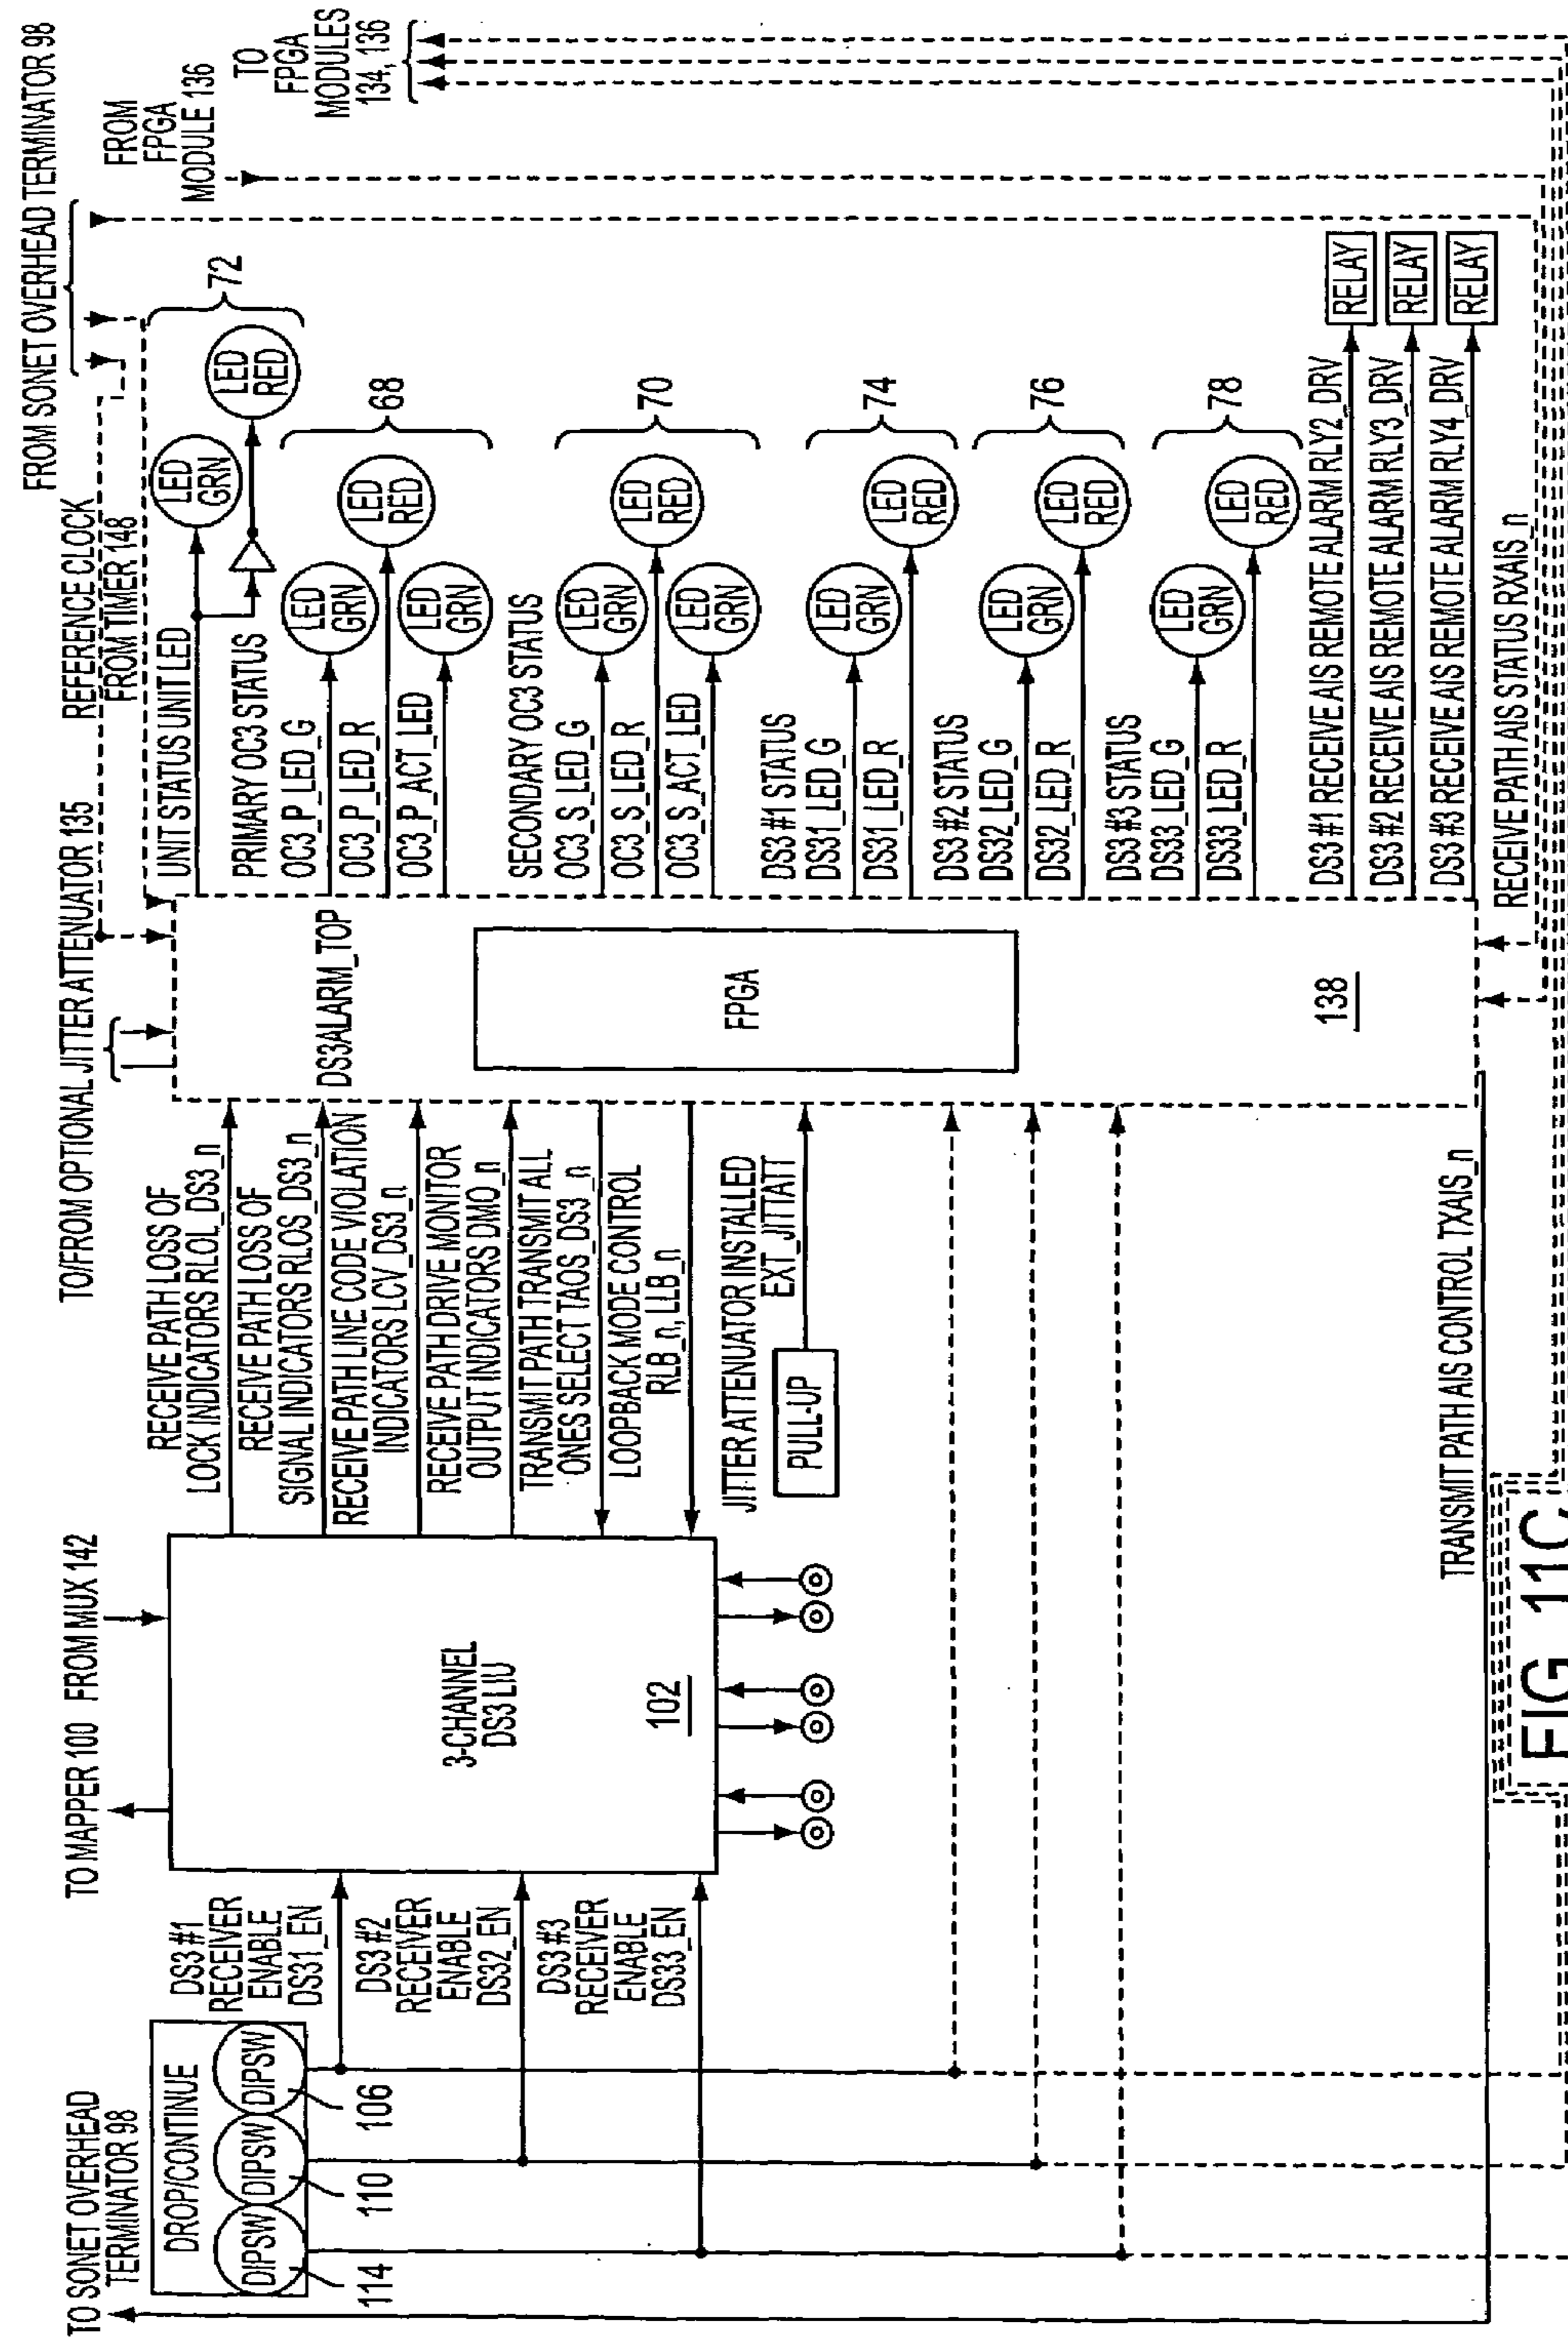 TO SONET OVERHEAD
TERMINATOR 98
DROP/CONTINUE
DIPSW
DIPSW
DIPSW
114
110
106
DS3 #1
RECEIVER
ENABLE
DS31_EN
DS3 #2
RECEIVER
ENABLE
DS32_EN
DS3 #3
RECEIVER
ENABLE
DS33_EN
TO MAPPER 100
FROM MUX 142
3-CHANNEL
DS3 LIU
102
RECEIVE PATH LOSS OF
LOCK INDICATORS RLOL_DS3_n
RECEIVE PATH LOSS OF
SIGNAL INDICATORS RLOS_DS3_n
RECEIVE PATH LINE CODE VIOLATION
INDICATORS LCV_DS3_n
RECEIVE PATH DRIVE MONITOR
OUTPUT INDICATORS DMO_n
TRANSMIT PATH TRANSMIT ALL
ONES SELECT TAOS_DS3_n
LOOPBACK MODE CONTROL
RLB_n, LLB_n
JITTER ATTENUATOR INSTALLED
EXT_JITTATT
PULL-UP
TRANSMIT PATH AIS CONTROL TXAIS_n
TO/FROM OPTIONAL JITTER ATTENUATOR 135
DS3ALARM_TOP
FPGA
138
REFERENCE CLOCK
FROM TIMER 148
FROM SONET OVERHEAD TERMINATOR 98
FROM
FPGA
MODULE 136
TO
FPGA
MODULES
134, 136
UNIT STATUS UNIT LED
LED
GRN
LED
RED
72
PRIMARY OC3 STATUS
OC3_P_LED_G
OC3_P_LED_R
OC3_P_ACT_LED
LED
GRN
LED
RED
LED
GRN
68
SECONDARY OC3 STATUS
OC3_S_LED_G
OC3_S_LED_R
OC3_S_ACT_LED
LED
GRN
LED
RED
LED
GRN
70
DS3 #1 STATUS
DS31_LED_G
DS31_LED_R
LED
GRN
LED
RED
74
DS3 #2 STATUS
DS32_LED_G
DS32_LED_R
LED
GRN
LED
RED
76
DS3 #3 STATUS
DS33_LED_G
DS33_LED_R
LED
GRN
LED
RED
78
DS3 #1 RECEIVE AIS REMOTE ALARM RLY2_DRV
RELAY
DS3 #2 RECEIVE AIS REMOTE ALARM RLY3_DRV
RELAY
DS3 #3 RECEIVE AIS REMOTE ALARM RLY4_DRV
RELAY
RECEIVE PATH AIS STATUS RXAIS_n
FIG. 11C